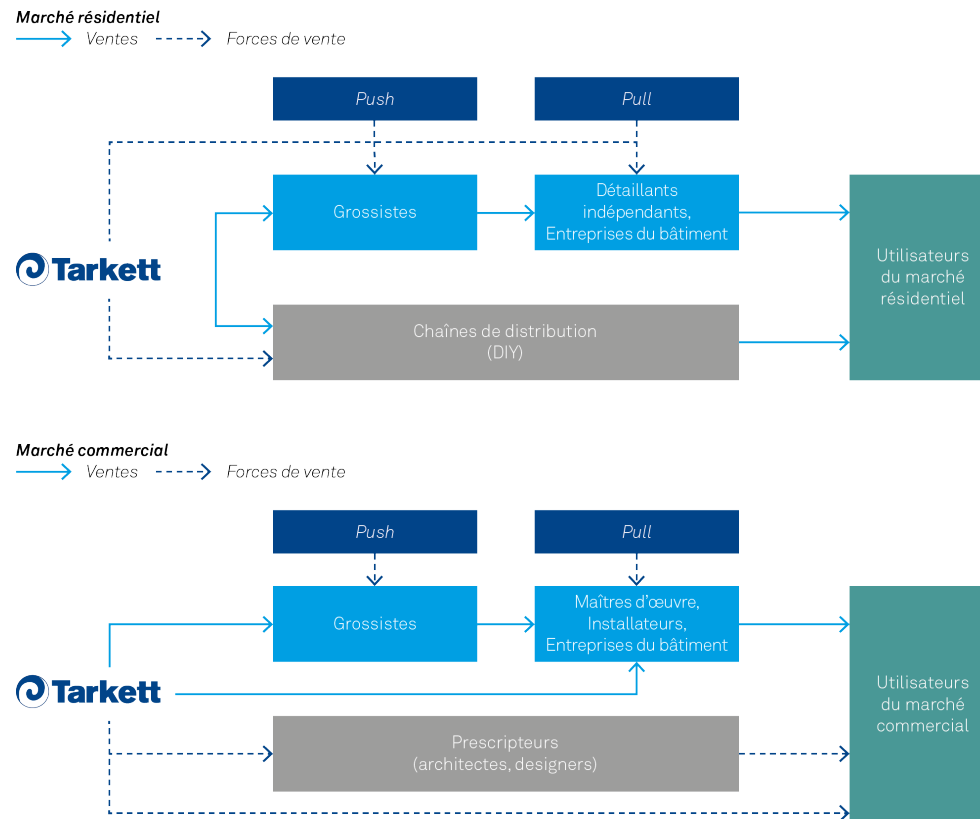 Marché résidentiel
Ventes
Forces de vente
Push
Pull
Grossistes
Détaillants
indépendants,
Entreprises du bâtiment
Tarkett
Utilisateurs
du marché
résidentiel
Chaînes de distribution
(DIY)
Marché commercial
Ventes
Forces de vente
Push
Pull
Grossistes
Maîtres d'œuvre,
Installateurs,
Entreprises du bâtiment
Tarkett
Utilisateurs
du marché
commercial
Prescripteurs
(architectes, designers)